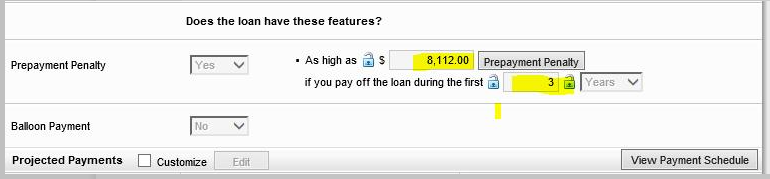 Does the loan have these features?
Prepayment Penalty Yes • As high as $ 8,112.00 Prepayment Penalty
if you pay off the loan during the first 3 Years
Balloon Payment No
Projected Payments Customize Edit View Payment Schedule